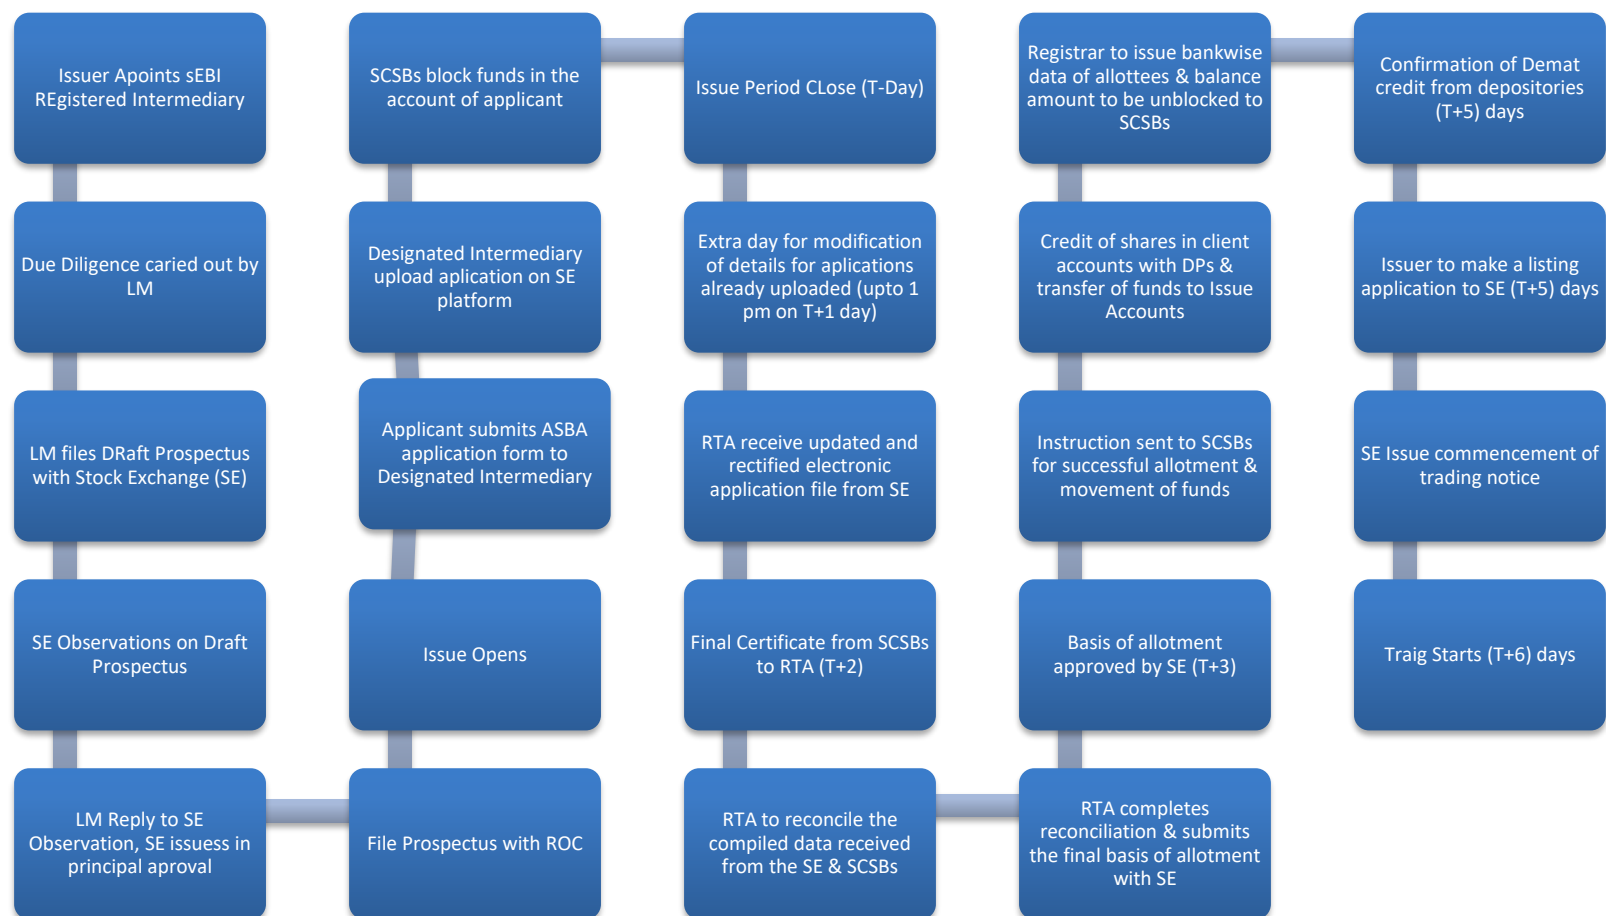 Issuer Apoints sEBI
REgistered Intermediary
Due Diligence caried out by
LM
LM files DRaft Prospectus
with Stock Exchange (SE)
SE Observations on Draft
Prospectus
LM Reply to SE
Observation, SE issuess in
principal aproval
File Prospectus with ROC
Issue Opens
Applicant submits ASBA
application form to
Designated Intermediary
Designated Intermediary
upload aplication on SE
platform
SCSBs block funds in the
account of applicant
Issue Period CLose (T-Day)
Extra day for modification
of details for aplications
already uploaded (upto 1
pm on T+1 day)
RTA receive updated and
rectified electronic
application file from SE
Final Certificate from SCSBs
to RTA (T+2)
RTA to reconcile the
compiled data received
from the SE & SCSBs
RTA completes
reconciliation & submits
the final basis of allotment
with SE
Basis of allotment
approved by SE (T+3)
Instruction sent to SCSBs
for successful allotment &
movement of funds
Credit of shares in client
accounts with DPs &
transfer of funds to Issue
Accounts
Registrar to issue bankwise
data of allottees & balance
amount to be unblocked to
SCSBs
Confirmation of Demat
credit from depositories
(T+5) days
Issuer to make a listing
application to SE (T+5) days
SE Issue commencement of
trading notice
Traig Starts (T+6) days